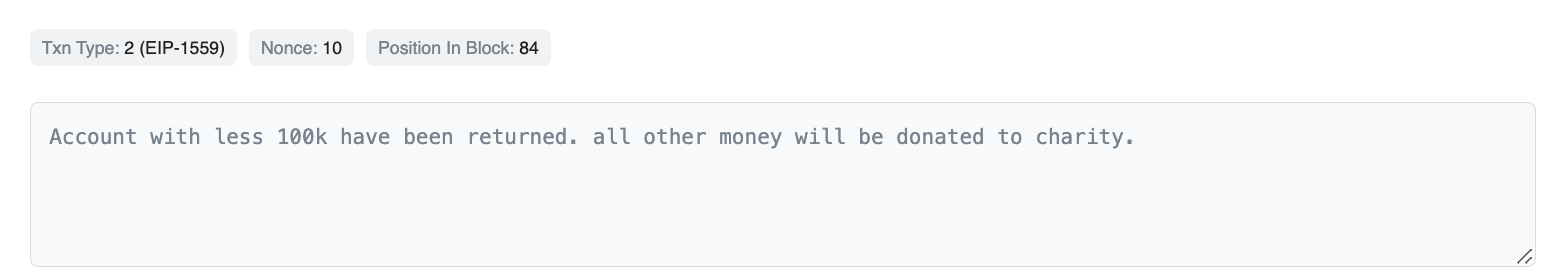 Txn Type: 2 (EIP-1559) Nonce: 10 Position In Block: 84
Account with less 100k have been returned. all other money will be donated to charity.